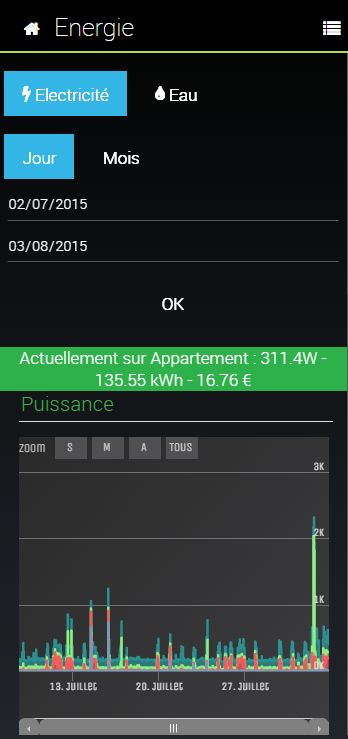 Energie
Electricité Eau
Jour Mois
02/07/2015
03/08/2015
OK
Actuellement sur Appartement : 311.4W -
135.55 kWh - 16.76 €
Puissance
zoom S M A TOUS
3K
2K
1K
0K
13. Juillet 20. Juillet 27. Juillet